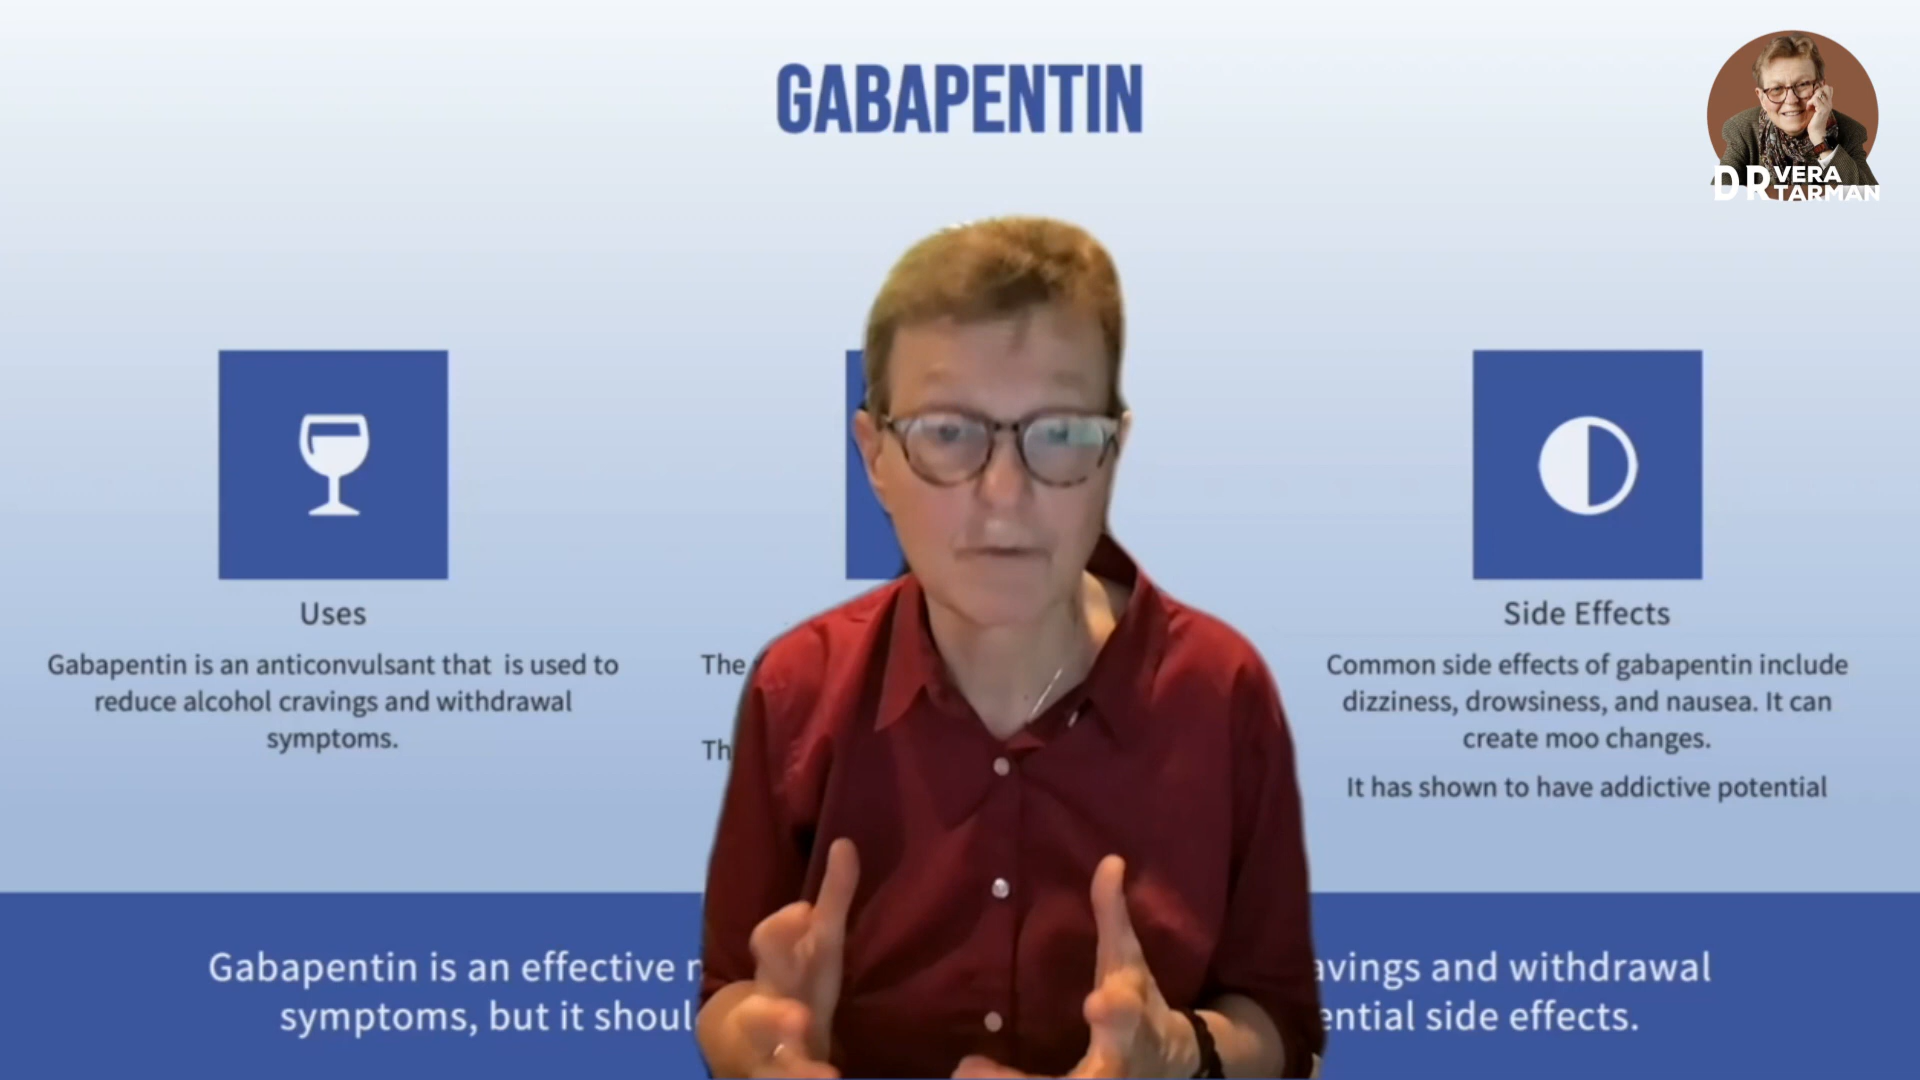 GABAPENTIN
DR VERA
TARMAN
Uses
Gabapentin is an anticonvulsant that is used to
reduce alcohol cravings and withdrawal
symptoms.
The
Th
Side Effects
Common side effects of gabapentin include
dizziness, drowsiness, and nausea. It can
create moo changes.
It has shown to have addictive potential
Gabapentin is an effective avings and withdrawal
symptoms, but it shoul ential side effects.